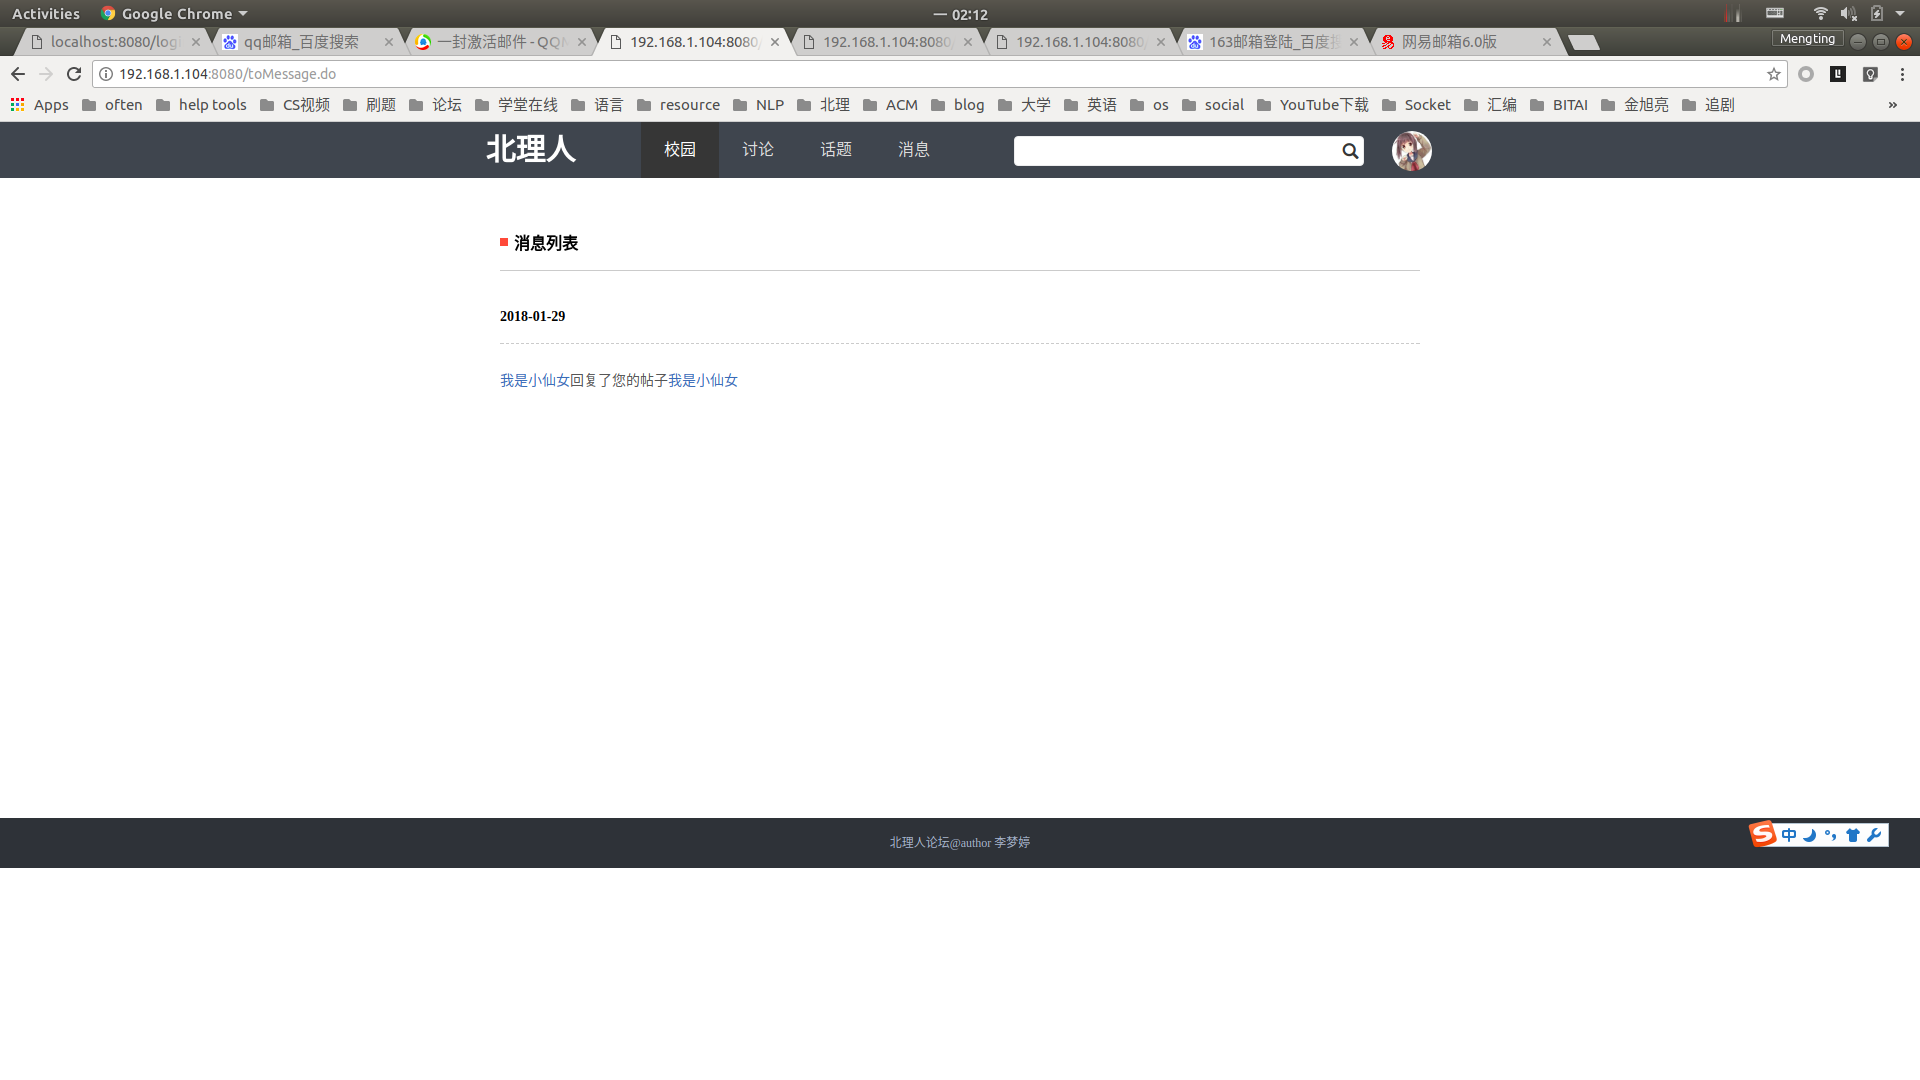 Activities Google Chrome 一 02:12
localhost:8080/logi qq邮箱_百度搜索 一封激活邮件 - QQM 192.168.1.104:8080/ 192.168.1.104:8080/ 192.168.1.104:8080/ 163邮箱登陆_百度搜 网易邮箱6.0版 Mengting
192.168.1.104:8080/toMessage.do
Apps often help tools CS视频 刷题 论坛 学堂在线 语言 resource NLP 北理 ACM blog 大学 英语 os social YouTube下载 Socket 汇编 BITAI 金旭亮 追剧 »
北理人 校园 讨论 话题 消息
消息列表
2018-01-29
我是小仙女回复了您的帖子我是小仙女
北理人论坛@author 李梦婷
中